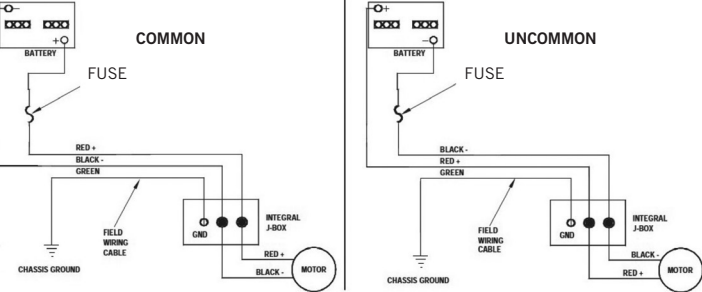 COMMON
BATTERY
FUSE
RED +
BLACK -
GREEN
GND
INTEGRAL
J-BOX
FIELD
WIRING
CABLE
CHASSIS GROUND
RED +
BLACK -
MOTOR
UNCOMMON
BATTERY
FUSE
BLACK -
RED +
GREEN
GND
INTEGRAL
J-BOX
FIELD
WIRING
CABLE
CHASSIS GROUND
BLACK -
RED +
MOTOR